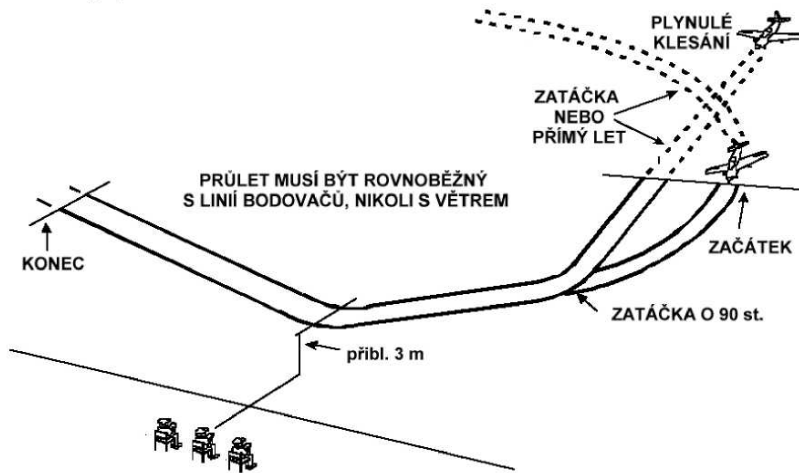 PLYNULÉ
KLESÁNÍ
ZATÁČKA
NEBO
PŘÍMÝ LET
PRŮLET MUSÍ BÝT ROVNOBĚŽNÝ
S LINIÍ BODOVAČŮ, NIKOLI S VĚTREM
ZAČÁTEK
KONEC
ZATÁČKA O 90 st.
přibl. 3 m